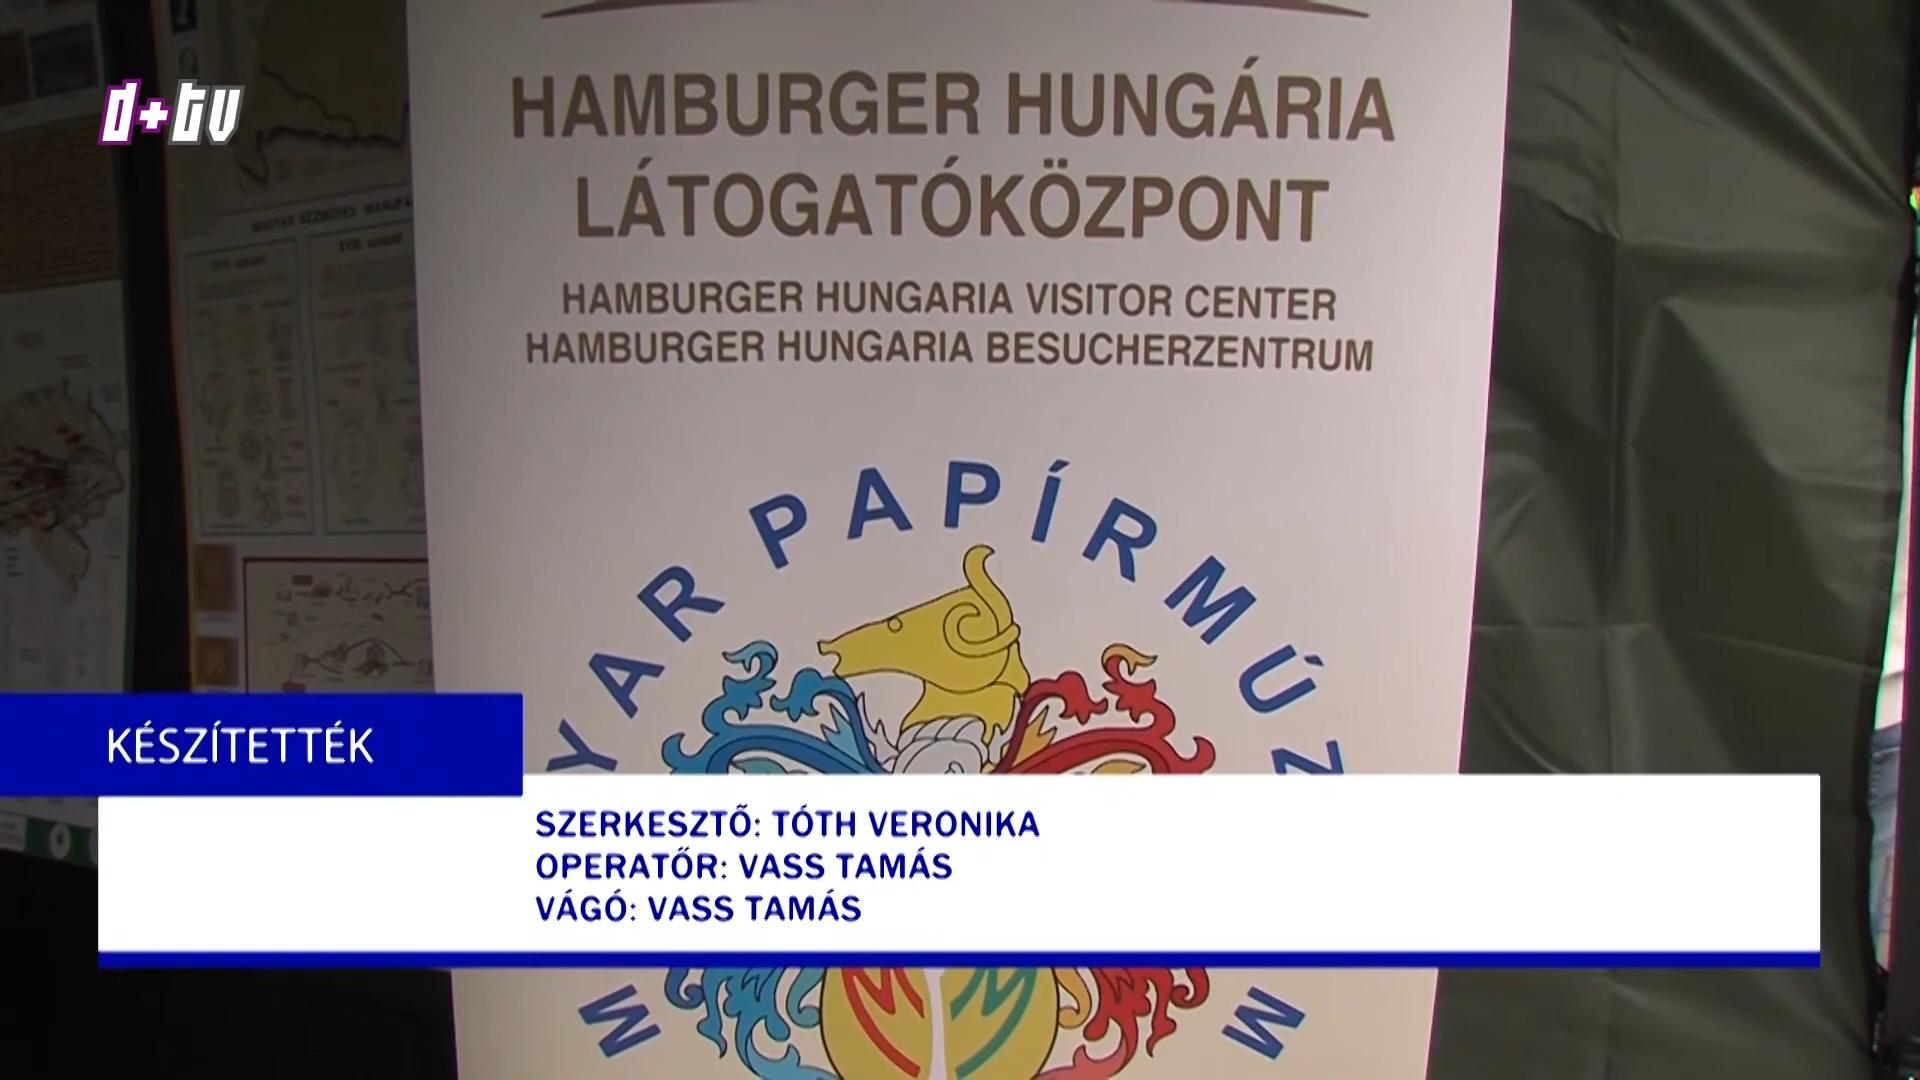 d+tv
HAMBURGER HUNGÁRIA
LÁTOGATÓKÖZPONT
HAMBURGER HUNGARIA VISITOR CENTER
HAMBURGER HUNGARIA BESUCHERZENTRUM
M YAR PAPÍRMÚZ M
KÉSZÍTETTÉK
SZERKESZTŐ: TÓTH VERONIKA
OPERATŐR: VASS TAMÁS
VÁGÓ: VASS TAMÁS